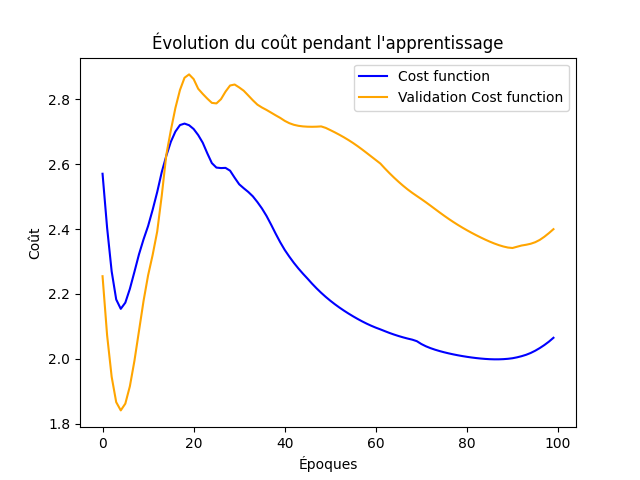 Évolution du coût pendant l'apprentissage
Cost function
Validation Cost function
Coût
2.8
2.6
2.4
2.2
2.0
1.8
0
20
40
60
80
100
Époques